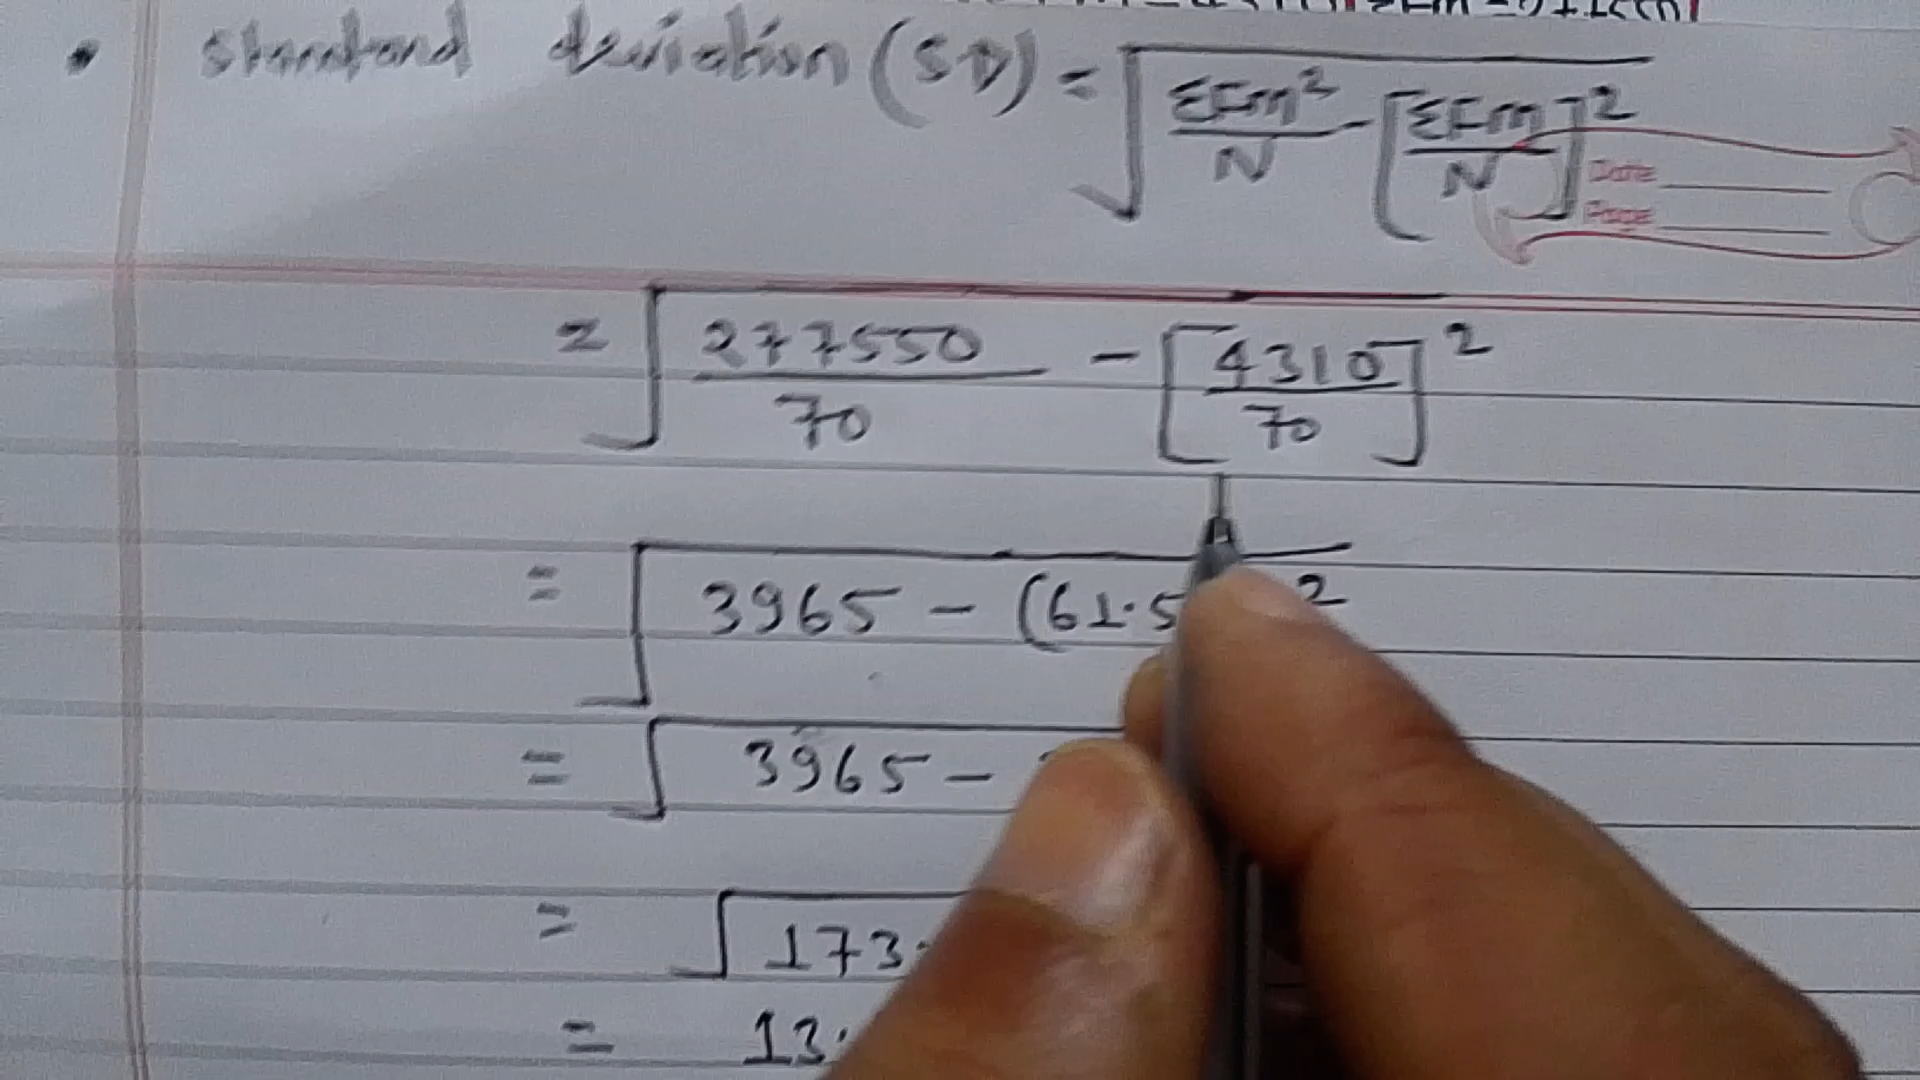 • Standard deviation (SD) = √ΣFm²/N - [ΣFm/N]²
Date
Page
= √277550/70 - [4310/70]²
= √3965 - (61.5 ²
= √3965 -
= √173.
= 13.